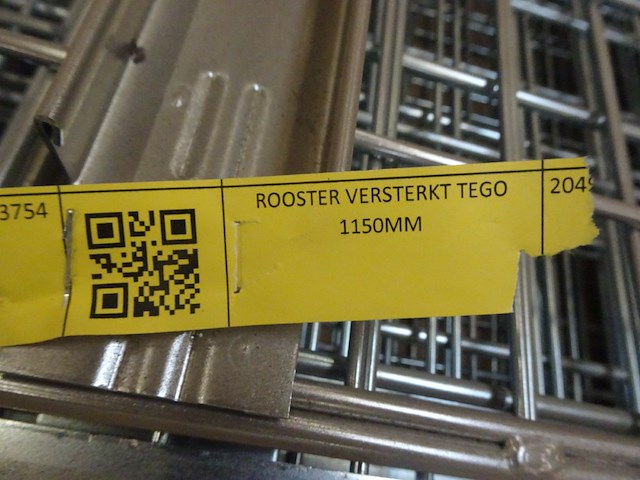 3754
ROOSTER VERSTERKT TEGO
1150MM
204